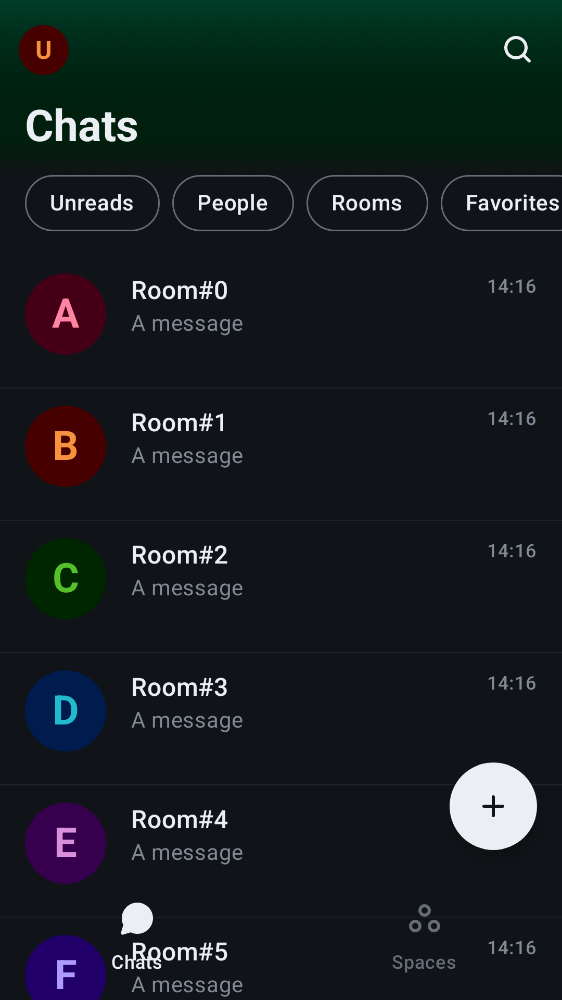 U
Chats
Unreads People Rooms Favorites
A Room#0 14:16
A message
B Room#1 14:16
A message
C Room#2 14:16
A message
D Room#3 14:16
A message
E Room#4
A message
F Room#5 14:16
Chats Spaces
A message